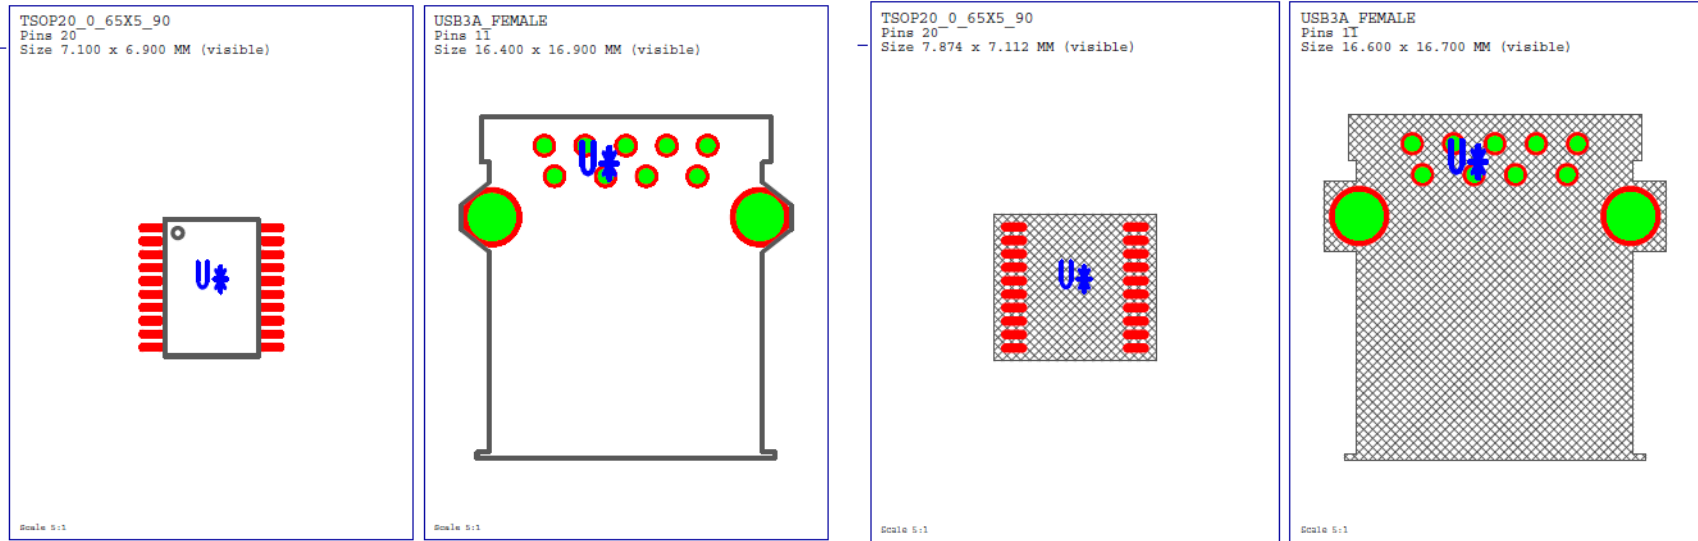 TSOP20_0_65X5_90
Pins 20
Size 7.100 x 6.900 MM (visible)
U*
Scale 5:1
USB3A_FEMALE
Pins 11
Size 16.400 x 16.900 MM (visible)
U*
Scale 5:1
TSOP20_0_65X5_90
Pins 20
Size 7.874 x 7.112 MM (visible)
U*
Scale 5:1
USB3A_FEMALE
Pins 11
Size 16.600 x 16.700 MM (visible)
U*
Scale 5:1